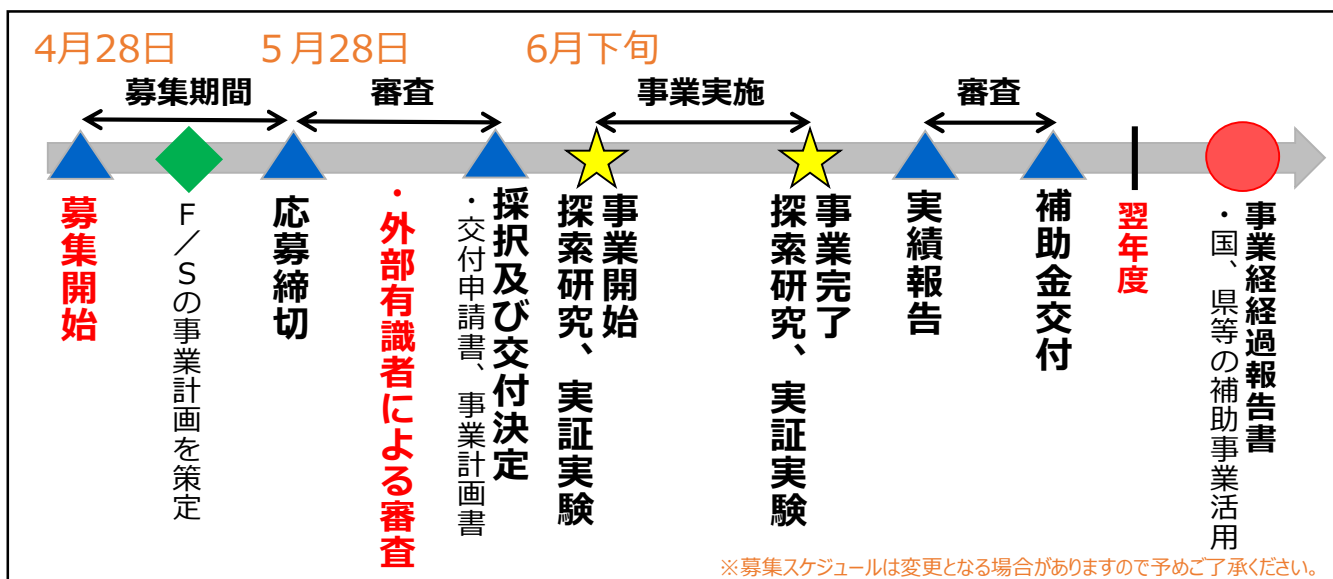 4月28日
５月28日
6月下旬
募集期間
審査
事業実施
審査
募集開始
F／Sの事業計画を策定
応募締切
・外部有識者による審査
採択及び交付決定
・交付申請書、事業計画書
事業開始
探索研究、実証実験
事業完了
探索研究、実証実験
実績報告
補助金交付
翌年度
事業経経過報告書
・国、県等の補助事業活用
※募集スケジュールは変更となる場合がありますので予めご了承ください。